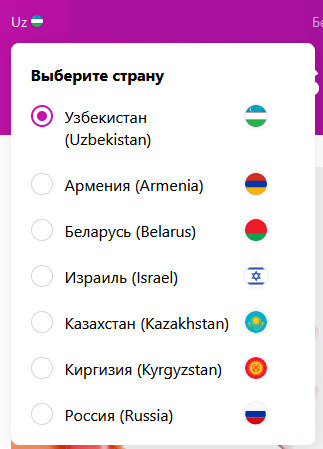 Uz
Выберите страну
Узбекистан
(Uzbekistan)
Армения (Armenia)
Беларусь (Belarus)
Израиль (Israel)
Казахстан (Kazakhstan)
Киргизия (Kyrgyzstan)
Россия (Russia)